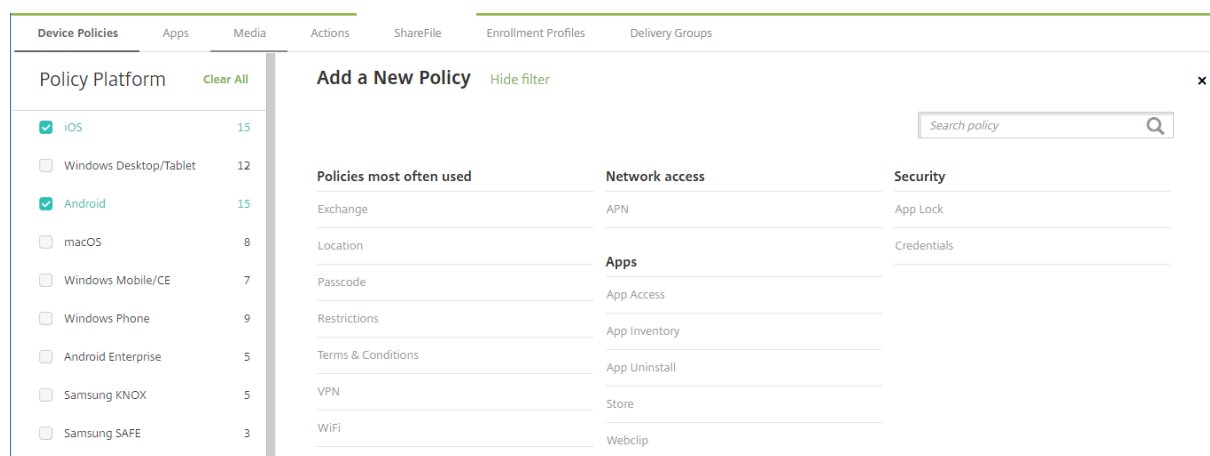 Device Policies Apps Media Actions ShareFile Enrollment Profiles Delivery Groups
Policy Platform Clear All
iOS 15
Windows Desktop/Tablet 12
Android 15
macOS 8
Windows Mobile/CE 7
Windows Phone 9
Android Enterprise 5
Samsung KNOX 5
Samsung SAFE 3
Add a New Policy Hide filter
Search policy
Policies most often used
Exchange
Location
Passcode
Restrictions
Terms & Conditions
VPN
WiFi
Network access
APN
Apps
App Access
App Inventory
App Uninstall
Store
Webclip
Security
App Lock
Credentials